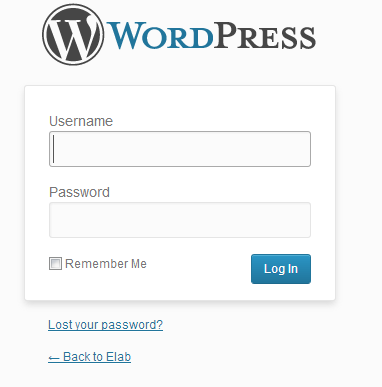 WORDPRESS
Username
Password
Remember Me
Log In
Lost your password?
← Back to Elab